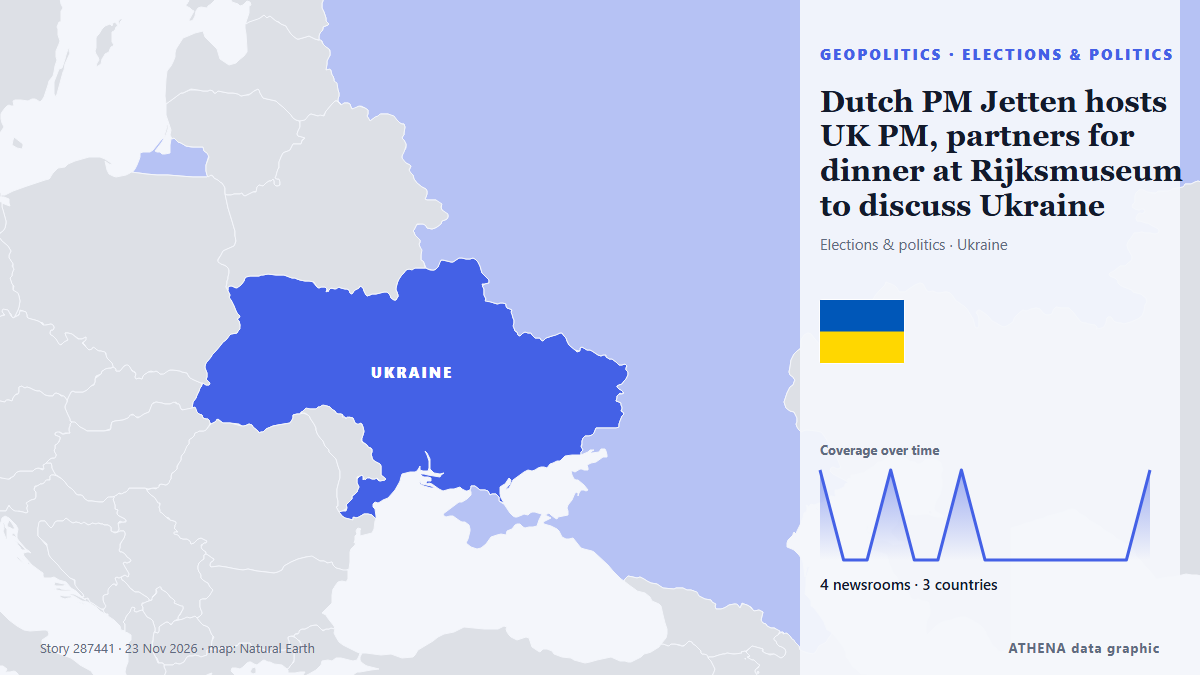 GEOPOLITICS · ELECTIONS & POLITICS
Dutch PM Jetten hosts
UK PM, partners for
dinner at Rijksmuseum
to discuss Ukraine
Elections & politics · Ukraine
UKRAINE
Coverage over time
4 newsrooms · 3 countries
Story 287441 · 23 Nov 2026 · map: Natural Earth
ATHENA data graphic